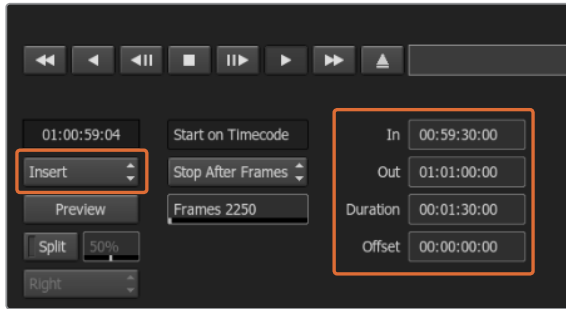 01:00:59:04 Start on Timecode In 00:59:30:00
Insert Stop After Frames Out 01:01:00:00
Preview Frames 2250 Duration 00:01:30:00
Split 50% Offset 00:00:00:00
Right